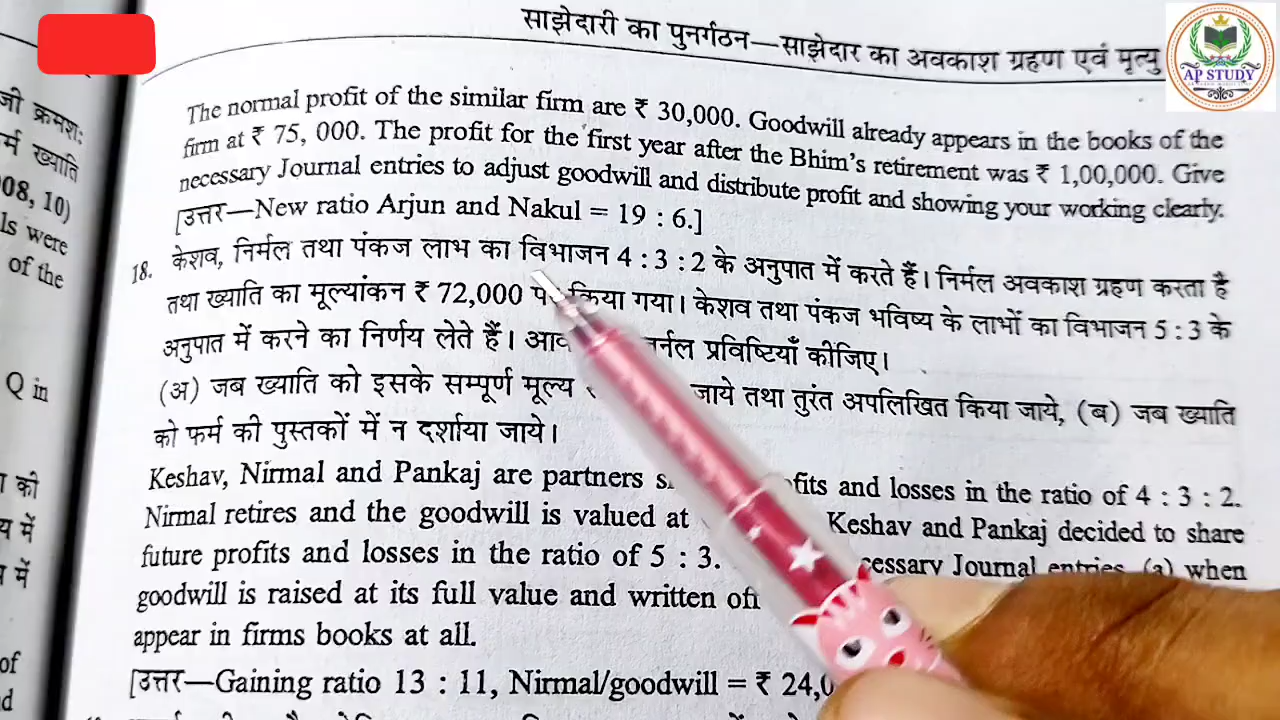 साझेदारी का पुनर्गठन—साझेदार का अवकाश ग्रहण एवं मृत्यु
AP STUDY
जी क्रमशः
र्म ख्याति
08, 10)
ls were
of the
Q in
की
य में
में
of
The normal profit of the similar firm are ₹ 30,000. Goodwill already appears in the books of the
firm at ₹ 75, 000. The profit for the first year after the Bhim's retirement was ₹ 1,00,000. Give
necessary Journal entries to adjust goodwill and distribute profit and showing your working clearly.
[उत्तर—New ratio Arjun and Nakul = 19 : 6.]
18. केशव, निर्मल तथा पंकज लाभ का विभाजन 4 : 3 : 2 के अनुपात में करते हैं। निर्मल अवकाश ग्रहण करता है
तथा ख्याति का मूल्यांकन ₹ 72,000 किया गया। केशव तथा पंकज भविष्य के लाभों का विभाजन 5 : 3 के
अनुपात में करने का निर्णय लेते हैं। प्रविष्टियाँ कीजिए।
(अ) जब ख्याति को इसके सम्पूर्ण मूल्य जाये तथा तुरंत अपलिखित किया जाये, (ब) जब ख्याति
को फर्म की पुस्तकों में न दर्शाया जाये।
Keshav, Nirmal and Pankaj are partners and losses in the ratio of 4 : 3 : 2.
Nirmal retires and the goodwill is valued at Keshav and Pankaj decided to share
future profits and losses in the ratio of 5 : 3. Journal entries, (a) when
goodwill is raised at its full value and written
appear in firms books at all.
[उत्तर—Gaining ratio 13 : 11, Nirmal/goodwill = ₹ 24,0